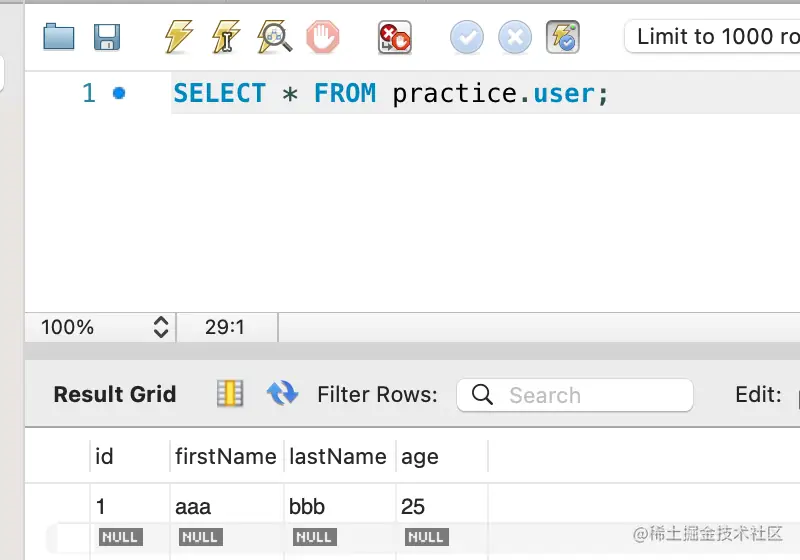 Limit to 1000 ro
1 SELECT * FROM practice.user;
100% 29:1
Result Grid Filter Rows: Search Edit:
id firstName lastName age
1 aaa bbb 25
NULL NULL NULL NULL
@稀土掘金技术社区